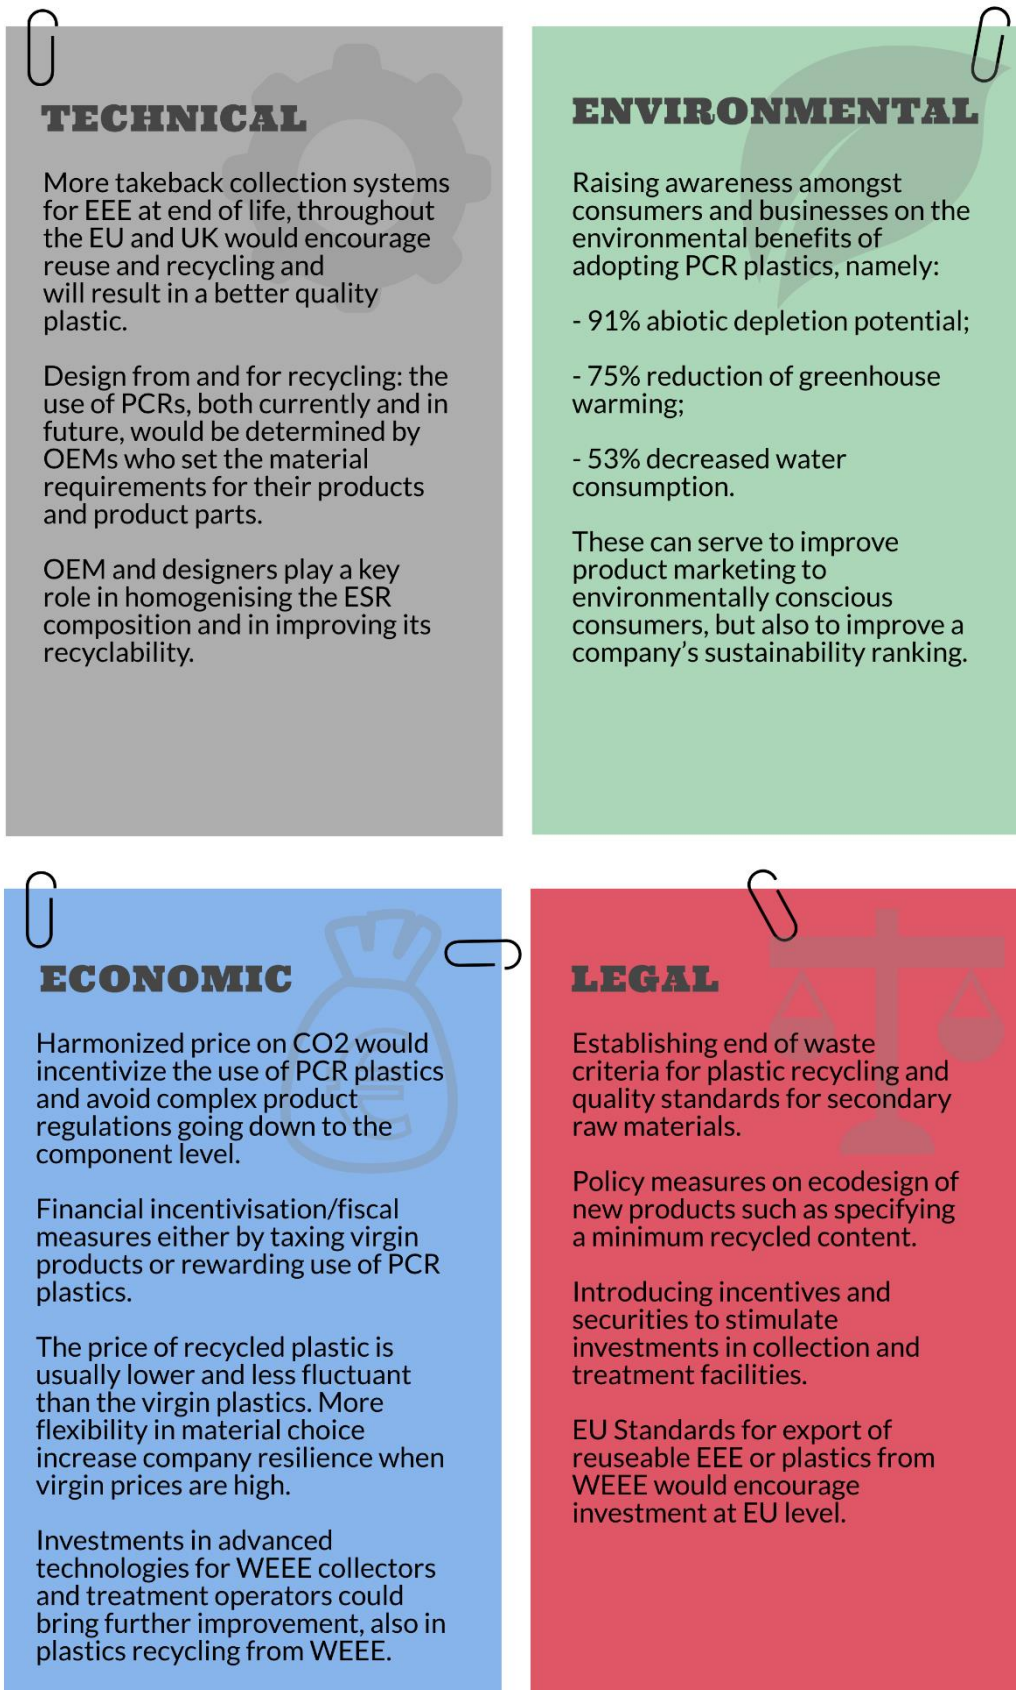 TECHNICAL
More takeback collection systems
for EEE at end of life, throughout
the EU and UK would encourage
reuse and recycling and
will result in a better quality
plastic.
Design from and for recycling: the
use of PCRs, both currently and in
future, would be determined by
OEMs who set the material
requirements for their products
and product parts.
OEM and designers play a key
role in homogenising the ESR
composition and in improving its
recyclability.
ENVIRONMENTAL
Raising awareness amongst
consumers and businesses on the
environmental benefits of
adopting PCR plastics, namely:
- 91% abiotic depletion potential;
- 75% reduction of greenhouse
warming;
- 53% decreased water
consumption.
These can serve to improve
product marketing to
environmentally conscious
consumers, but also to improve a
company's sustainability ranking.
ECONOMIC
Harmonized price on CO2 would
incentivize the use of PCR plastics
and avoid complex product
regulations going down to the
component level.
Financial incentivisation/fiscal
measures either by taxing virgin
products or rewarding use of PCR
plastics.
The price of recycled plastic is
usually lower and less fluctuant
than the virgin plastics. More
flexibility in material choice
increase company resilience when
virgin prices are high.
Investments in advanced
technologies for WEEE collectors
and treatment operators could
bring further improvement, also in
plastics recycling from WEEE.
LEGAL
Establishing end of waste
criteria for plastic recycling and
quality standards for secondary
raw materials.
Policy measures on ecodesign of
new products such as specifying
a minimum recycled content.
Introducing incentives and
securities to stimulate
investments in collection and
treatment facilities.
EU Standards for export of
reuseable EEE or plastics from
WEEE would encourage
investment at EU level.